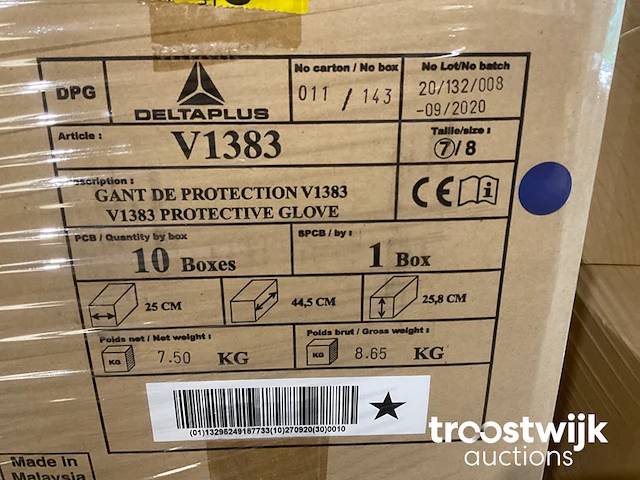 DPG
DELTAPLUS
No carton / No box
011 / 143
No Lot/No batch
20/132/008
-09/2020
Article :
V1383
Taille/size :
7/8
scription :
GANT DE PROTECTION V1383
V1383 PROTECTIVE GLOVE
CE i
PCB / Quantity by box
10 Boxes
SPCB / by :
1 Box
25 CM
44,5 CM
25,8 CM
Poids net / Net weight :
KG 7.50 KG
Poids brut / Gross weight :
KG 8.65 KG
(01)13295249187733(10)270920(30)0010
Made in
Malaysia
troostwijk
auctions